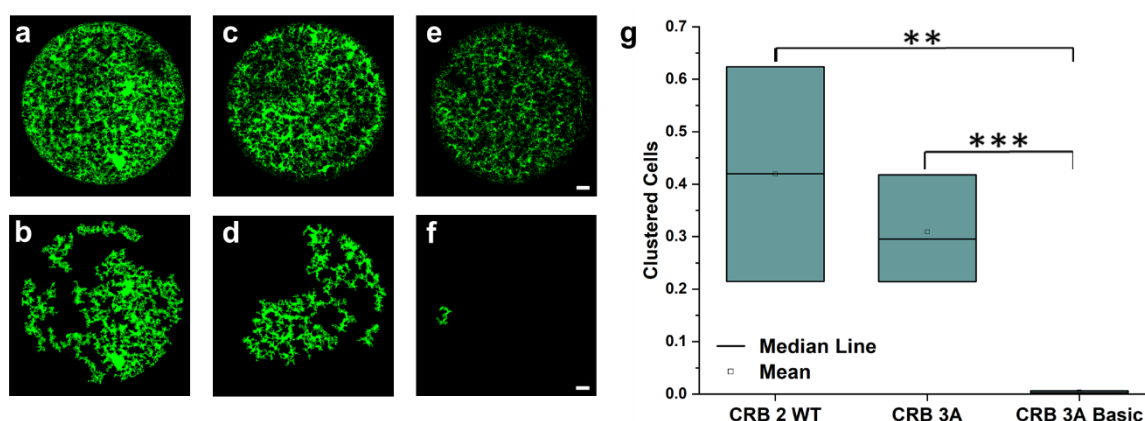 a
c
e
b
d
f
g
Clustered Cells
0.7
0.6
0.5
0.4
0.3
0.2
0.1
0.0
**
***
Median Line
Mean
CRB 2 WT
CRB 3A
CRB 3A Basic